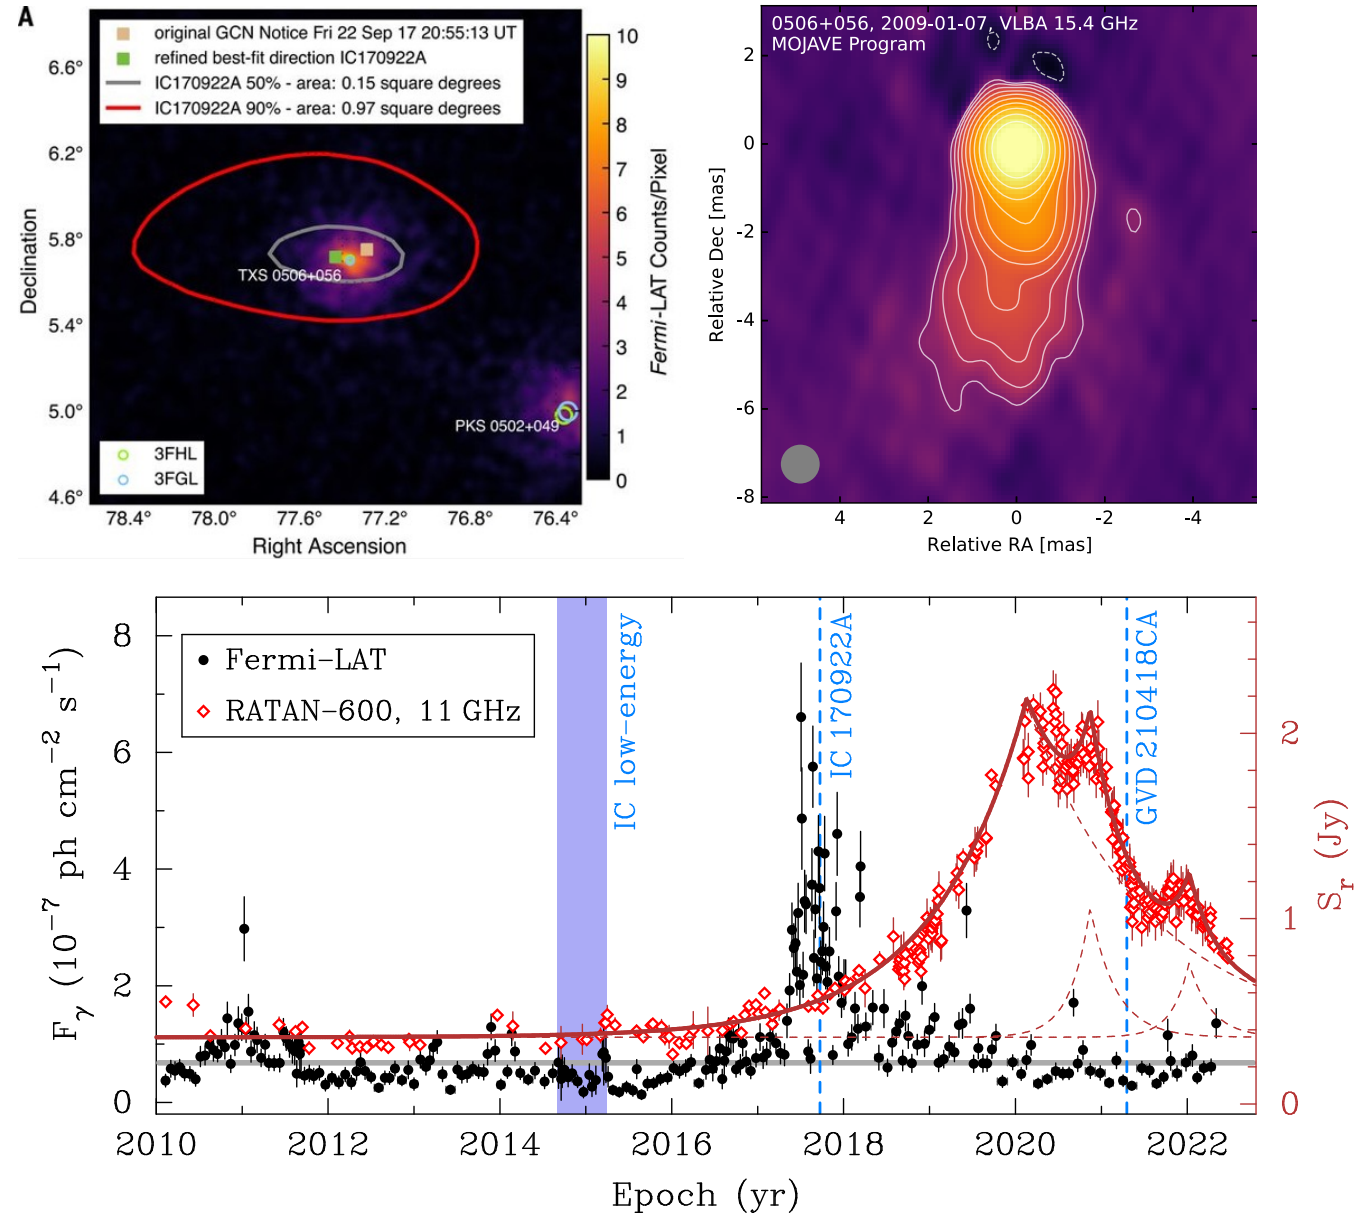 A
original GCN Notice Fri 22 Sep 17 20:55:13 UT
refined best-fit direction IC170922A
IC170922A 50% - area: 0.15 square degrees
IC170922A 90% - area: 0.97 square degrees
6.6°
6.2°
5.8°
5.4°
5.0°
4.6°
Declination
TXS 0506+056
PKS 0502+049
3FHL
3FGL
78.4°
78.0°
77.6°
77.2°
76.8°
76.4°
Right Ascension
10
9
8
7
6
5
4
3
2
1
0
Fermi-LAT Counts/Pixel
0506+056, 2009-01-07, VLBA 15.4 GHz
MOJAVE Program
2
0
-2
-4
-6
-8
Relative Dec [mas]
4
2
0
-2
-4
Relative RA [mas]
8
6
4
2
0
F_γ (10^−7 ph cm^−2 s^−1)
Fermi−LAT
RATAN−600, 11 GHz
IC low−energy
IC 170922A
GVD 210418CA
2
1
0
S_r (Jy)
2010
2012
2014
2016
2018
2020
2022
Epoch (yr)